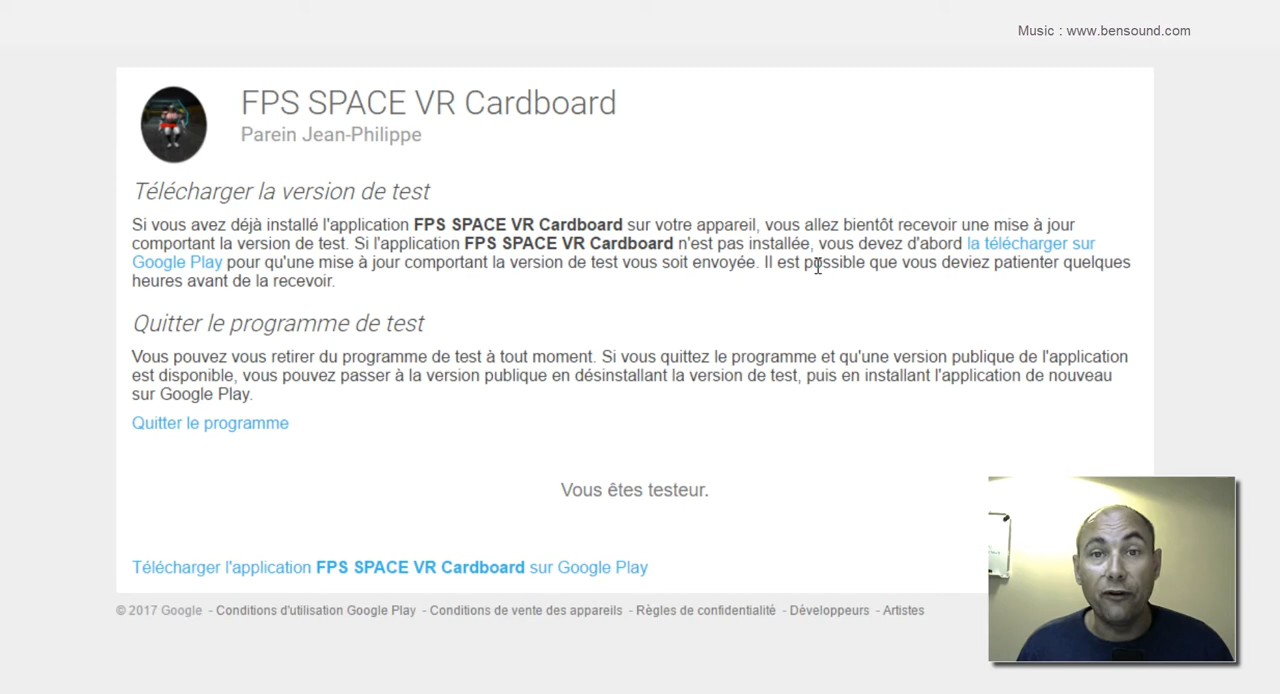 Music : www.bensound.com
FPS SPACE VR Cardboard
Parein Jean-Philippe
Télécharger la version de test
Si vous avez déjà installé l'application FPS SPACE VR Cardboard sur votre appareil, vous allez bientôt recevoir une mise à jour
comportant la version de test. Si l'application FPS SPACE VR Cardboard n'est pas installée, vous devez d'abord la télécharger sur
Google Play pour qu'une mise à jour comportant la version de test vous soit envoyée. Il est possible que vous deviez patienter quelques
heures avant de la recevoir.
Quitter le programme de test
Vous pouvez vous retirer du programme de test à tout moment. Si vous quittez le programme et qu'une version publique de l'application
est disponible, vous pouvez passer à la version publique en désinstallant la version de test, puis en installant l'application de nouveau
sur Google Play.
Quitter le programme
Vous êtes testeur.
Télécharger l'application FPS SPACE VR Cardboard sur Google Play
© 2017 Google - Conditions d'utilisation Google Play - Conditions de vente des appareils - Règles de confidentialité - Développeurs - Artistes